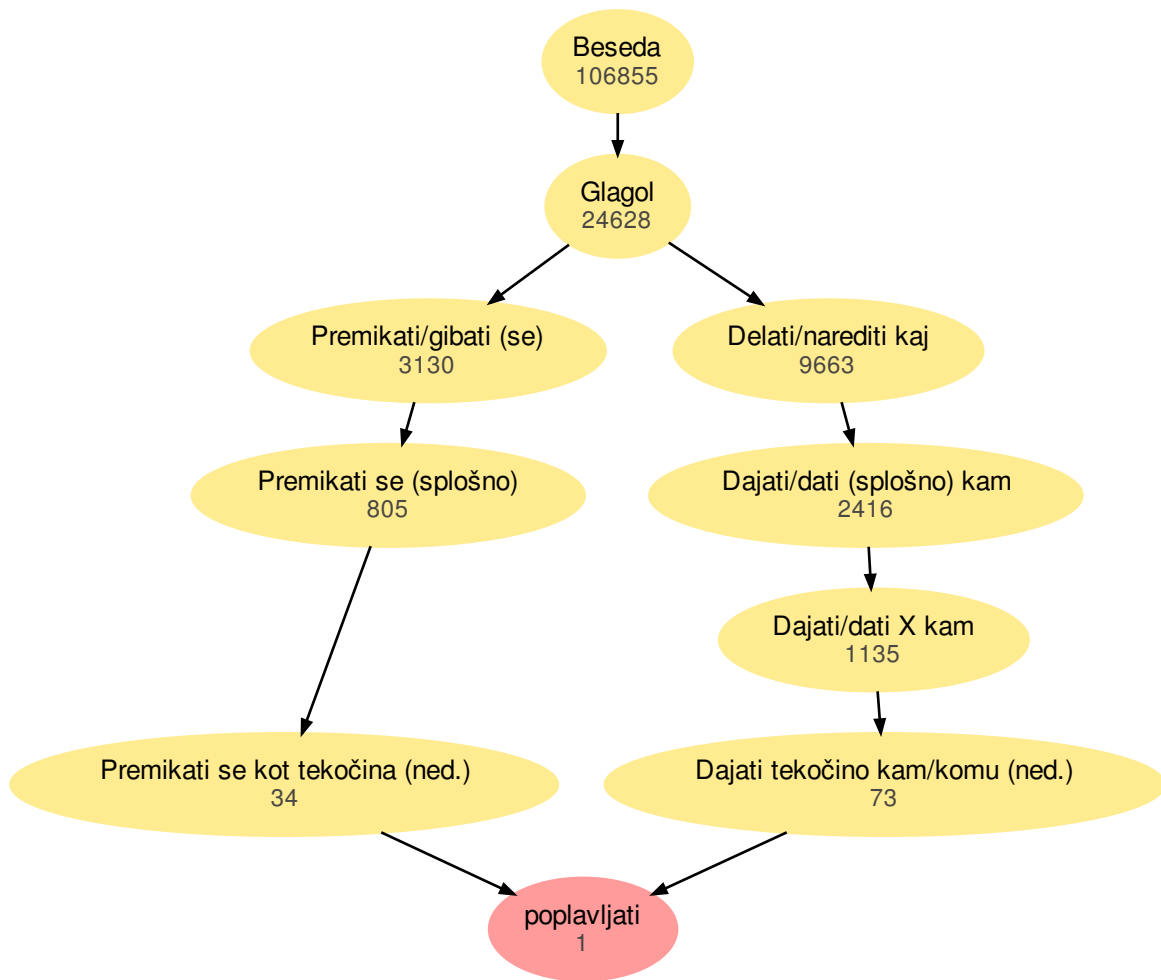 Beseda
106855
Glagol
24628
Premikati/gibati (se)
3130
Delati/narediti kaj
9663
Premikati se (splošno)
805
Dajati/dati (splošno) kam
2416
Dajati/dati X kam
1135
Premikati se kot tekočina (ned.)
34
Dajati tekočino kam/komu (ned.)
73
poplavljati
1